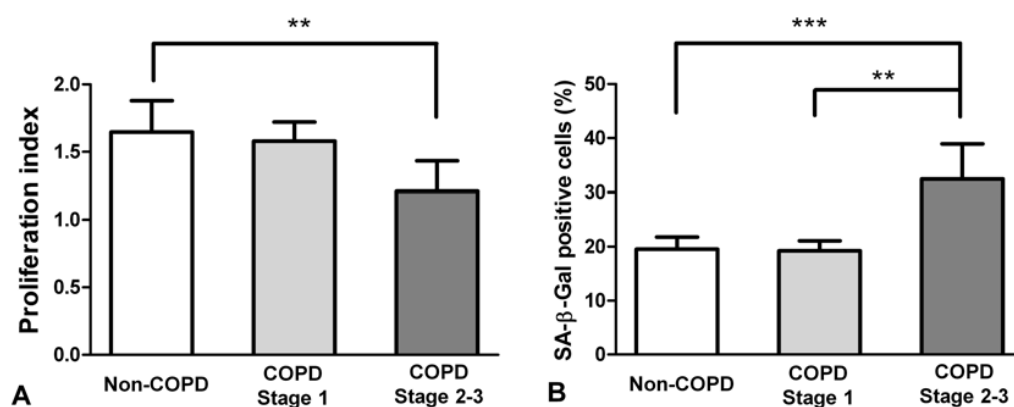 **
Proliferation index
2.0
1.5
1.0
0.5
0.0
Non-COPD
COPD
Stage 1
COPD
Stage 2-3
A
***
**
SA-β-Gal positive cells (%)
50
40
30
20
10
0
Non-COPD
COPD
Stage 1
COPD
Stage 2-3
B